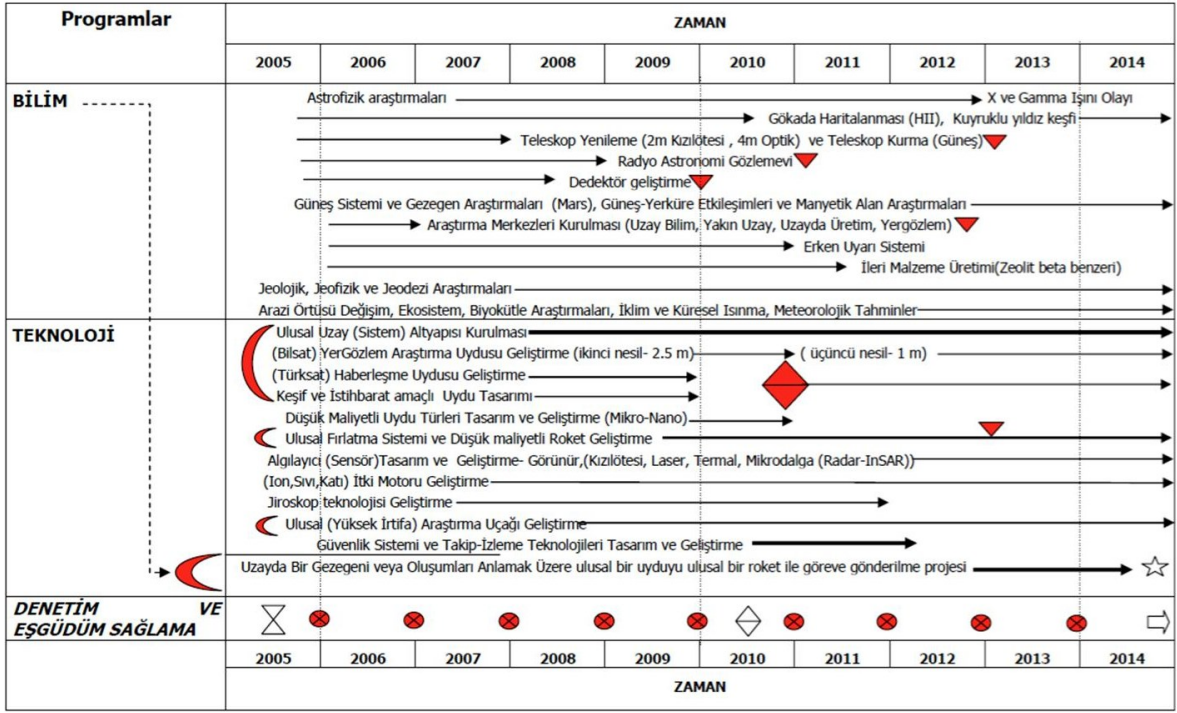 Programlar
ZAMAN
2005 2006 2007 2008 2009 2010 2011 2012 2013 2014
BİLİM
Astrofizik araştırmaları X ve Gamma Işını Olayı
Gökada Haritalanması (HII), Kuyruklu yıldız keşfi
Teleskop Yenileme (2m Kızılötesi , 4m Optik) ve Teleskop Kurma (Güneş)
Radyo Astronomi Gözlemevi
Dedektör geliştirme
Güneş Sistemi ve Gezegen Araştırmaları (Mars), Güneş-Yerküre Etkileşimleri ve Manyetik Alan Araştırmaları
Araştırma Merkezleri Kurulması (Uzay Bilim, Yakın Uzay, Uzayda Üretim, Yergözlem)
Erken Uyarı Sistemi
İleri Malzeme Üretimi(Zeolit beta benzeri)
Jeolojik, Jeofizik ve Jeodezi Araştırmaları
Arazi Örtüsü Değişim, Ekosistem, Biyokütle Araştırmaları, İklim ve Küresel Isınma, Meteorolojik Tahminler
TEKNOLOJİ
Ulusal Uzay (Sistem) Altyapısı Kurulması
(Bilsat) YerGözlem Araştırma Uydusu Geliştirme (ikinci nesil- 2.5 m) ( üçüncü nesil- 1 m)
(Türksat) Haberleşme Uydusu Geliştirme
Keşif ve İstihbarat amaçlı Uydu Tasarımı
Düşük Maliyetli Uydu Türleri Tasarım ve Geliştirme (Mikro-Nano)
Ulusal Fırlatma Sistemi ve Düşük maliyetli Roket Geliştirme
Algılayıcı (Sensör)Tasarım ve Geliştirme- Görünür,(Kızılötesi, Laser, Termal, Mikrodalga (Radar-InSAR))
(Ion,Sıvı,Katı) İtki Motoru Geliştirme
Jiroskop teknolojisi Geliştirme
Ulusal (Yüksek İrtifa) Araştırma Uçağı Geliştirme
Güvenlik Sistemi ve Takip-İzleme Teknolojileri Tasarım ve Geliştirme
Uzayda Bir Gezegeni veya Oluşumları Anlamak Üzere ulusal bir uyduyu ulusal bir roket ile göreve gönderilme projesi
DENETİM VE
EŞGÜDÜM SAĞLAMA
2005 2006 2007 2008 2009 2010 2011 2012 2013 2014
ZAMAN